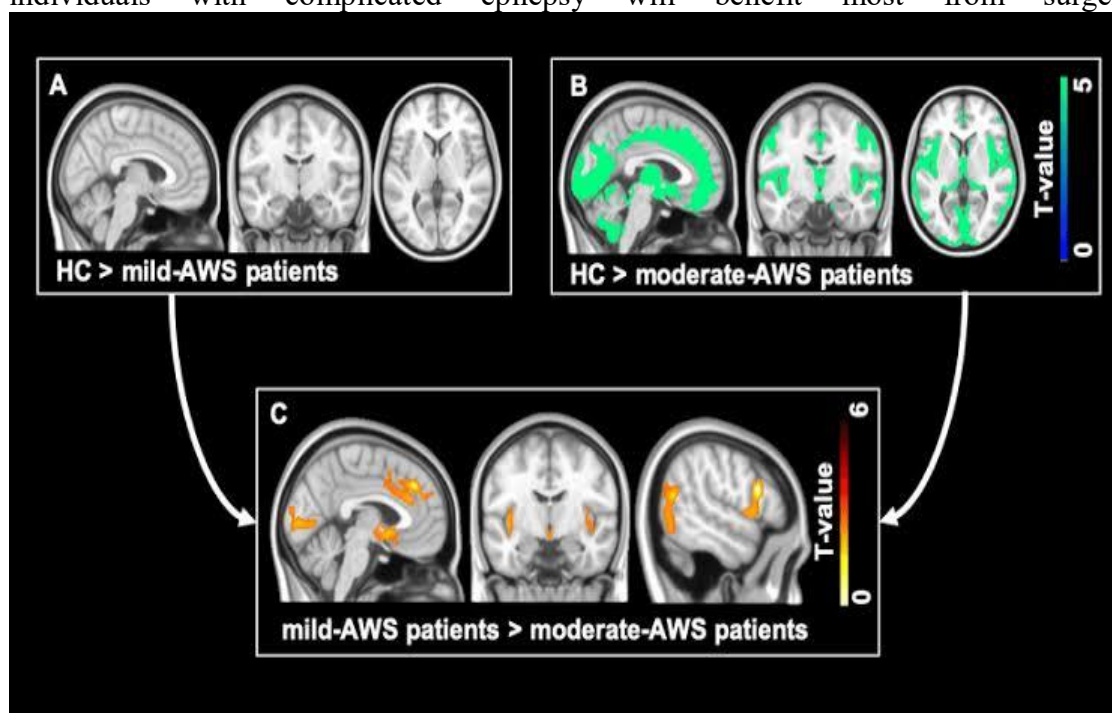 individuals with complicated epilepsy will benefit most from surge
A
B
5
T-value
0
HC > mild-AWS patients
HC > moderate-AWS patients
C
6
T-value
0
mild-AWS patients > moderate-AWS patients